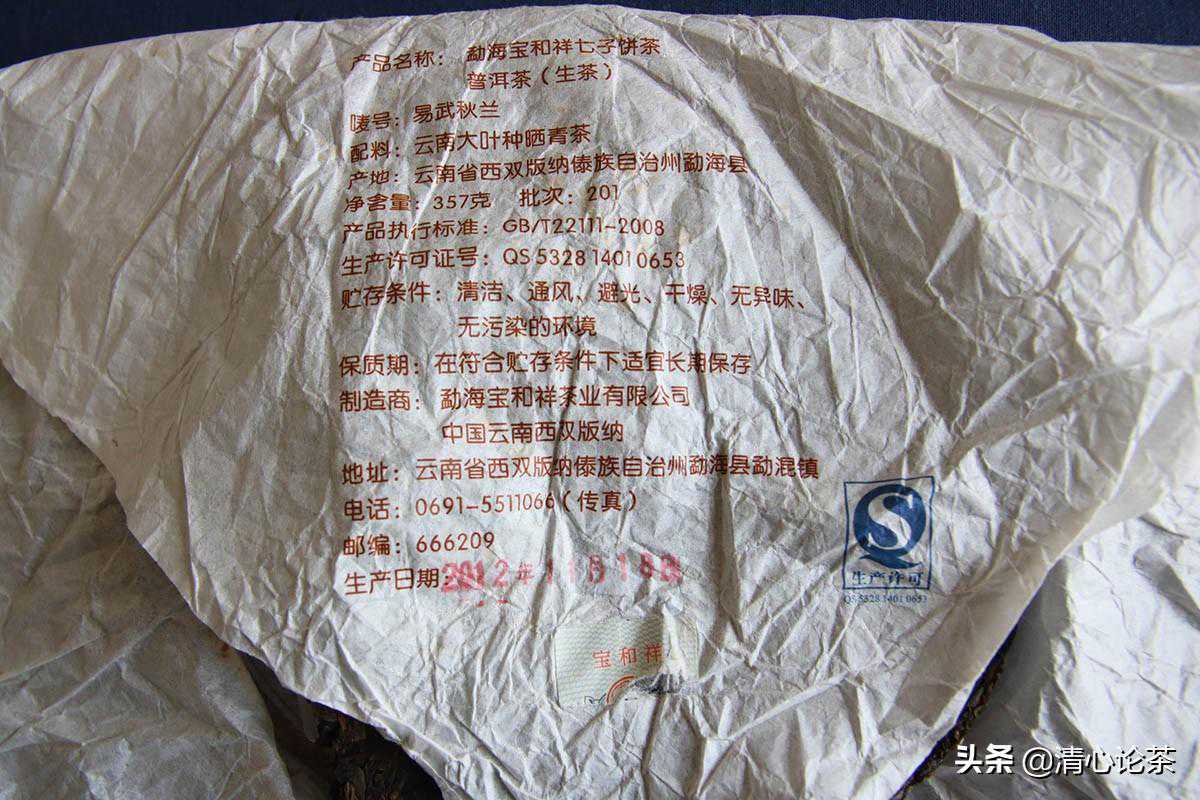 产品名称：勐海宝和祥七子饼茶
普洱茶（生茶）
唛号：易武秋兰
配料：云南大叶种晒青茶
产地：云南省西双版纳傣族自治州勐海县
净含量：357克 批次：201
产品执行标准：GB/T22111-2008
生产许可证号：QS 5328 1401 0653
贮存条件：清洁、通风、避光、干燥、无异味、
无污染的环境
保质期：在符合贮存条件下适宜长期保存
制造商：勐海宝和祥茶业有限公司
中国云南西双版纳
地址：云南省西双版纳傣族自治州勐海县勐混镇
电话：0691-5511066（传真）
邮编：666209
生产日期：2012年11月
生产许可
QS 5328 1401 0653
宝和祥
头条 @清心论茶